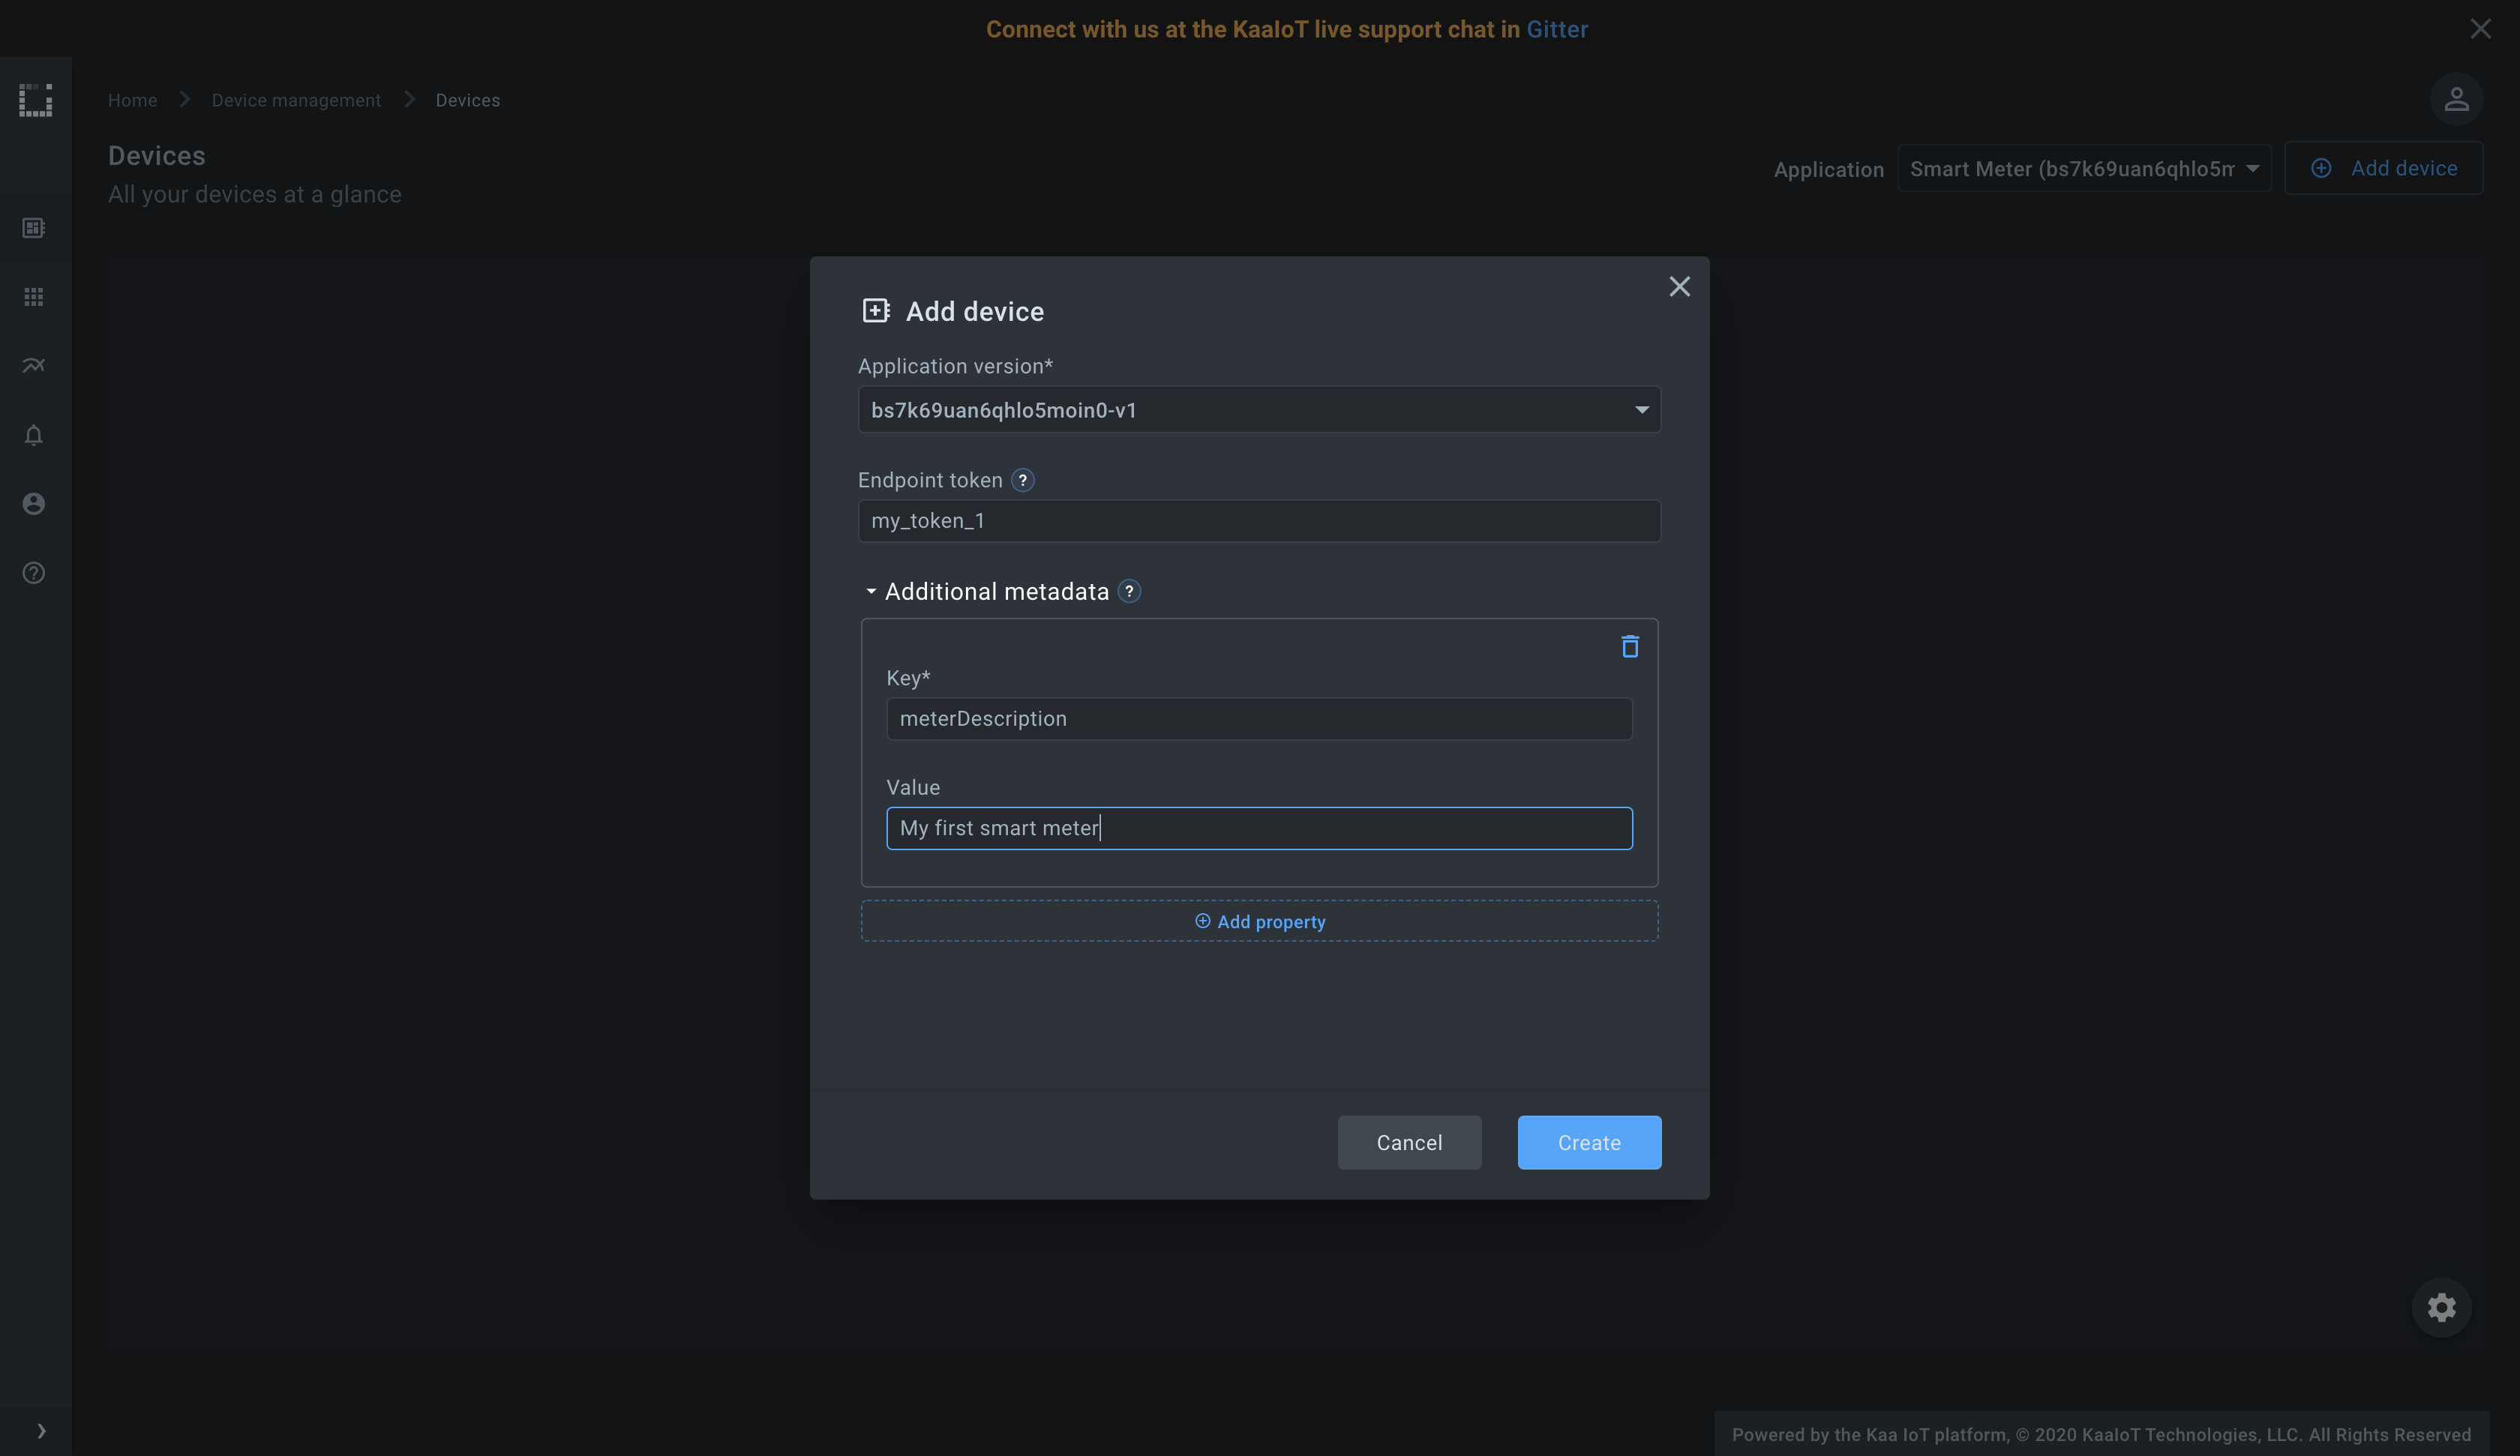 Connect with us at the KaaIoT live support chat in Gitter
Home Device management Devices
Devices
All your devices at a glance
Application Smart Meter (bs7k69uan6qhlo5m Add device
Add device
Application version*
bs7k69uan6qhlo5moin0-v1
Endpoint token ?
my_token_1
Additional metadata ?
Key*
meterDescription
Value
My first smart meter
Add property
Cancel Create
Powered by the Kaa IoT platform, © 2020 KaaIoT Technologies, LLC. All Rights Reserved